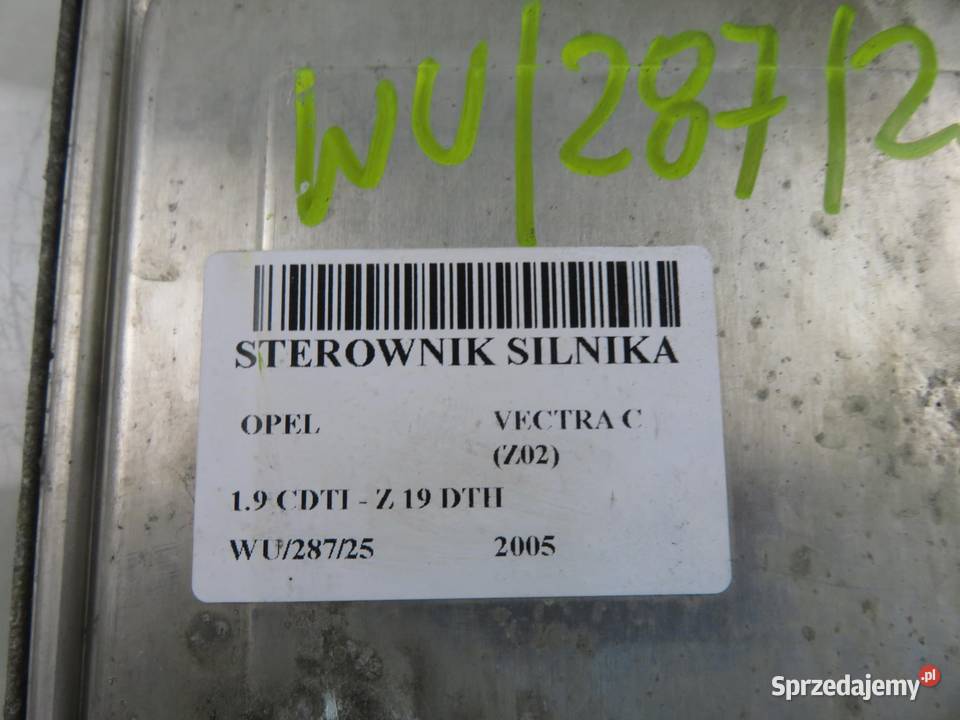 WU/287/2
STEROWNIK SILNIKA
OPEL VECTRA C
(Z02)
1.9 CDTI - Z 19 DTH
WU/287/25 2005
Sprzedajemy.pl